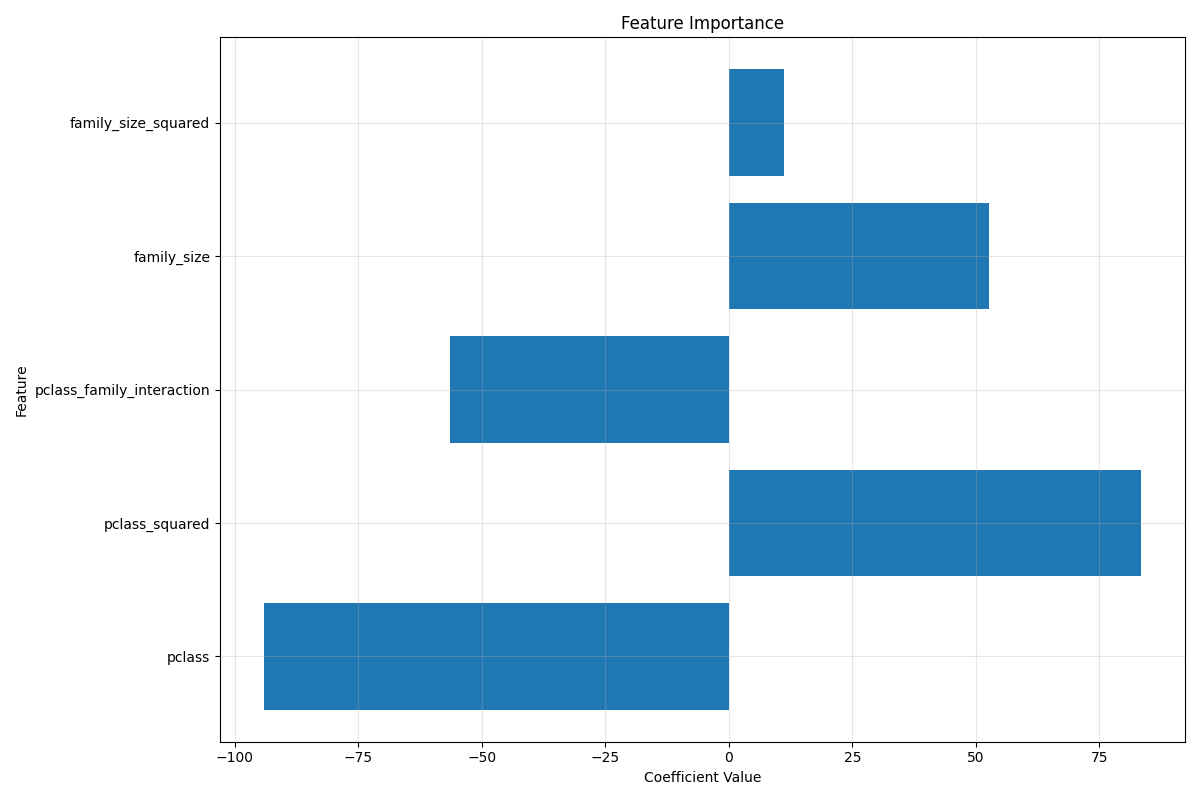 Feature Importance
family_size_squared
family_size
pclass_family_interaction
pclass_squared
pclass
Feature
−100
−75
−50
−25
0
25
50
75
Coefficient Value